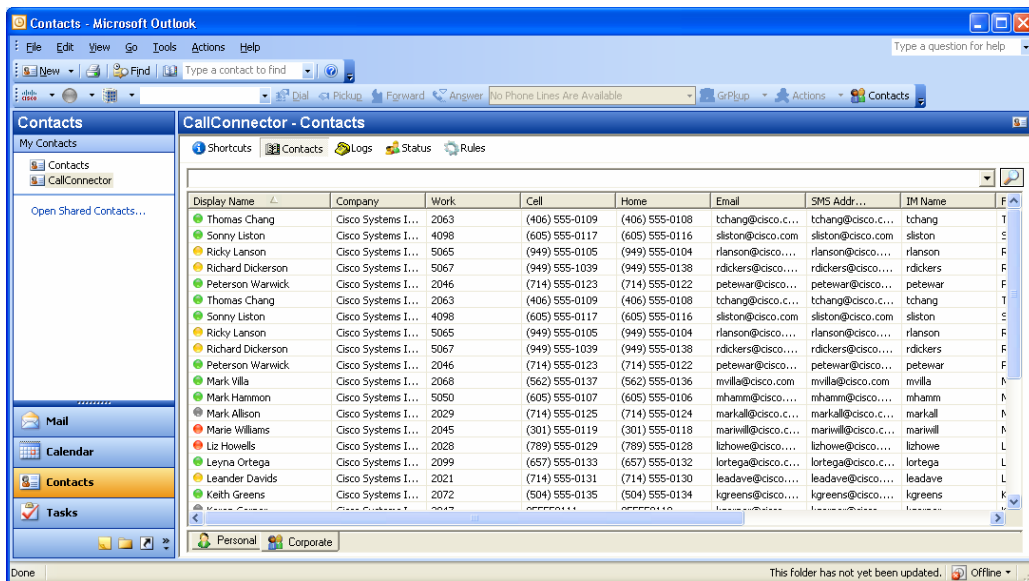 Contacts - Microsoft Outlook
File Edit View Go Tools Actions Help Type a question for help
New Find Type a contact to find
cisco Dial Pickup Forward Answer No Phone Lines Are Available GrPkup Actions Contacts
Contacts CallConnector - Contacts
My Contacts
Contacts
CallConnector
Open Shared Contacts...
Shortcuts Contacts Logs Status Rules
Display Name Company Work Cell Home Email SMS Addr... IM Name F
Thomas Chang Cisco Systems I... 2063 (406) 555-0109 (406) 555-0108 tchang@cisco.c... tchang@cisco.c... tchang T
Sonny Liston Cisco Systems I... 4098 (605) 555-0117 (605) 555-0116 sliston@cisco.com sliston@cisco.com sliston S
Ricky Lanson Cisco Systems I... 5065 (949) 555-0105 (949) 555-0104 rlanson@cisco.... rlanson@cisco.... rlanson R
Richard Dickerson Cisco Systems I... 5067 (949) 555-1039 (949) 555-0138 rdickers@cisco.... rdickers@cisco.... rdickers R
Peterson Warwick Cisco Systems I... 2046 (714) 555-0123 (714) 555-0122 petewar@cisco... petewar@cisco... petewar P
Thomas Chang Cisco Systems I... 2063 (406) 555-0109 (406) 555-0108 tchang@cisco.c... tchang@cisco.c... tchang T
Sonny Liston Cisco Systems I... 4098 (605) 555-0117 (605) 555-0116 sliston@cisco.com sliston@cisco.com sliston S
Ricky Lanson Cisco Systems I... 5065 (949) 555-0105 (949) 555-0104 rlanson@cisco.... rlanson@cisco.... rlanson R
Richard Dickerson Cisco Systems I... 5067 (949) 555-1039 (949) 555-0138 rdickers@cisco.... rdickers@cisco.... rdickers R
Peterson Warwick Cisco Systems I... 2046 (714) 555-0123 (714) 555-0122 petewar@cisco... petewar@cisco... petewar P
Mark Villa Cisco Systems I... 2068 (562) 555-0137 (562) 555-0136 mvilla@cisco.com mvilla@cisco.com mvilla M
Mark Hammon Cisco Systems I... 5050 (605) 555-0107 (605) 555-0106 mhamm@cisco.... mhamm@cisco.... mhamm M
Mark Allison Cisco Systems I... 2029 (714) 555-0125 (714) 555-0124 markall@cisco.c... markall@cisco.c... markall M
Marie Williams Cisco Systems I... 2045 (301) 555-0119 (301) 555-0118 mariwill@cisco.c... mariwill@cisco.c... mariwill M
Liz Howells Cisco Systems I... 2028 (789) 555-0129 (789) 555-0128 lizhowe@cisco.... lizhowe@cisco.... lizhowe L
Leyna Ortega Cisco Systems I... 2099 (657) 555-0133 (657) 555-0132 lortega@cisco.c... lortega@cisco.c... lortega L
Leander Davids Cisco Systems I... 2021 (714) 555-0131 (714) 555-0130 leadave@cisco.... leadave@cisco.... leadave L
Keith Greens Cisco Systems I... 2072 (504) 555-0135 (504) 555-0134 kgreens@cisco.... kgreens@cisco.... kgreens K
Mail
Calendar
Contacts
Tasks
Personal Corporate
Done This folder has not yet been updated. Offline